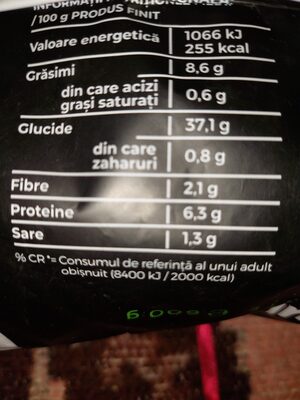 /100 g PRODUS FINIT
Valoare energetică 1066 kJ
255 kcal
Grăsimi 8,6 g
din care acizi
grași saturați 0,6 g
Glucide 37,1 g
din care
zaharuri 0,8 g
Fibre 2,1 g
Proteine 6,3 g
Sare 1,3 g
% CR*= Consumul de referință al unui adult
obișnuit (8400 kJ / 2000 kcal)